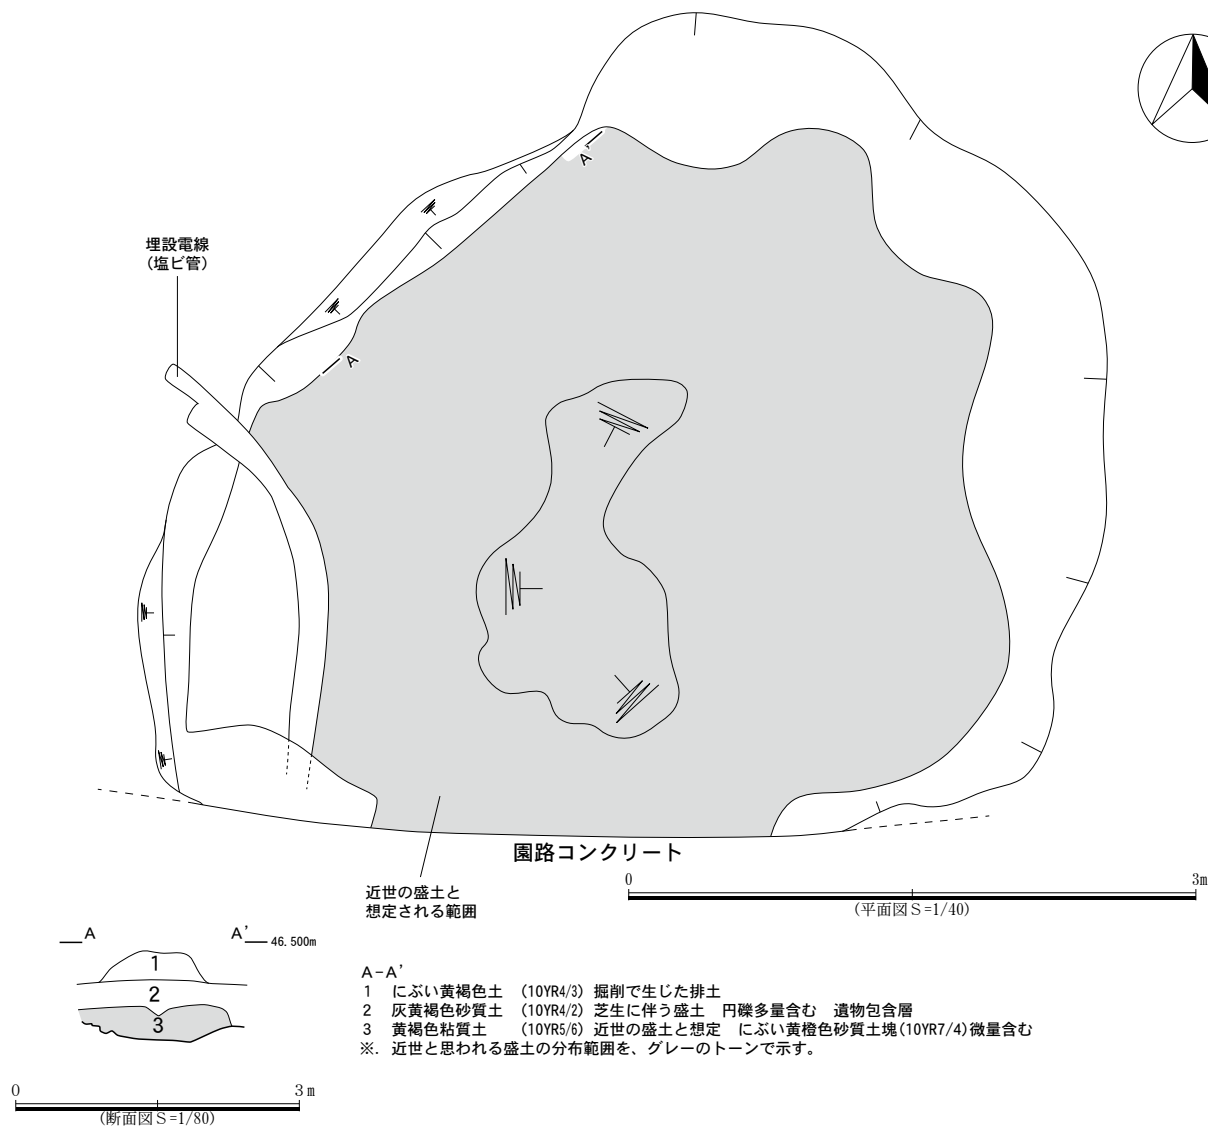 A'
埋設電線
(塩ビ管)
A
園路コンクリート
近世の盛土と
想定される範囲
0 3m
(平面図S=1/40)
A A' 46.500m
1
2
3
A-A'
1 にぶい黄褐色土 (10YR4/3) 掘削で生じた排土
2 灰黄褐色砂質土 (10YR4/2) 芝生に伴う盛土 円礫多量含む 遺物包含層
3 黄褐色粘質土 (10YR5/6) 近世の盛土と想定 にぶい黄橙色砂質土塊(10YR7/4)微量含む
※. 近世と思われる盛土の分布範囲を、グレーのトーンで示す。
0 3m
(断面図S=1/80)